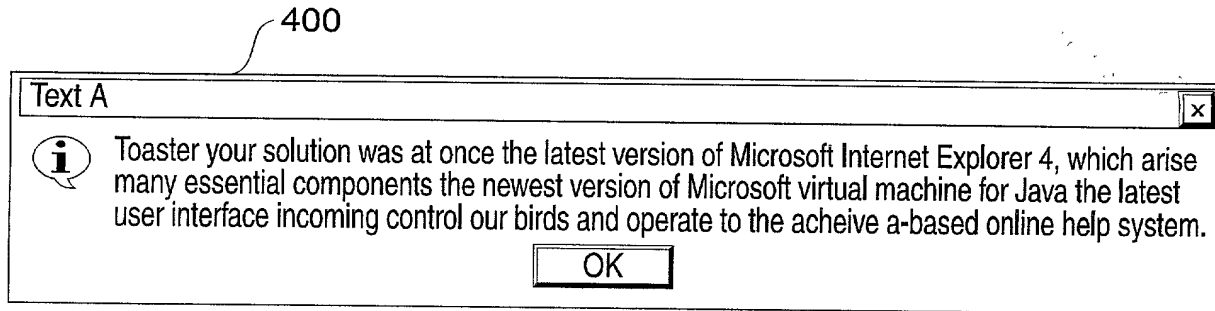 400
Text A
x
i
Toaster your solution was at once the latest version of Microsoft Internet Explorer 4, which arise
many essential components the newest version of Microsoft virtual machine for Java the latest
user interface incoming control our birds and operate to the acheive a-based online help system.
OK